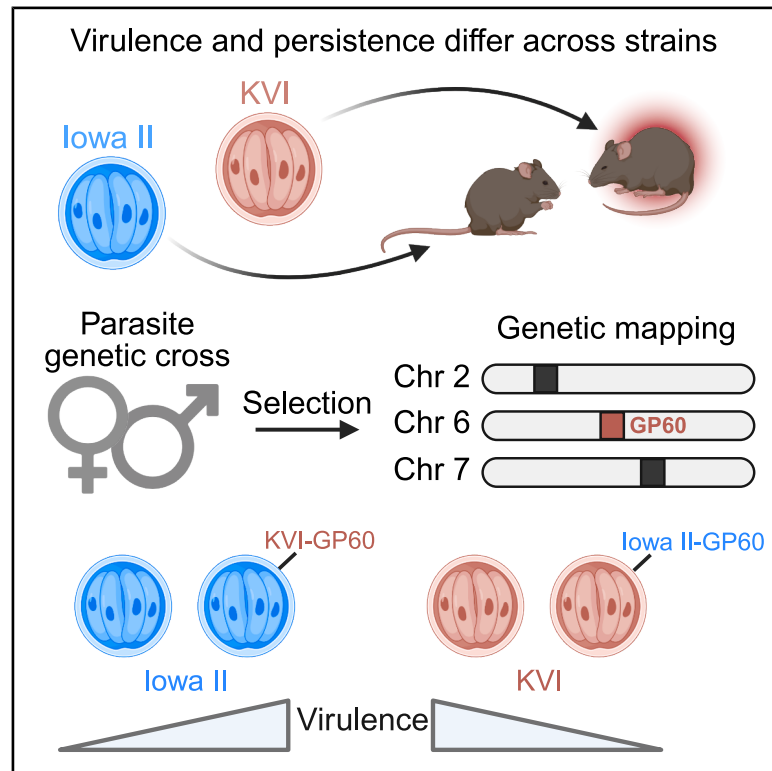 Virulence and persistence differ across strains
KVI
Iowa II
Parasite
genetic cross
Selection
Genetic mapping
Chr 2
Chr 6
GP60
Chr 7
KVI-GP60
Iowa II-GP60
Iowa II
KVI
Virulence